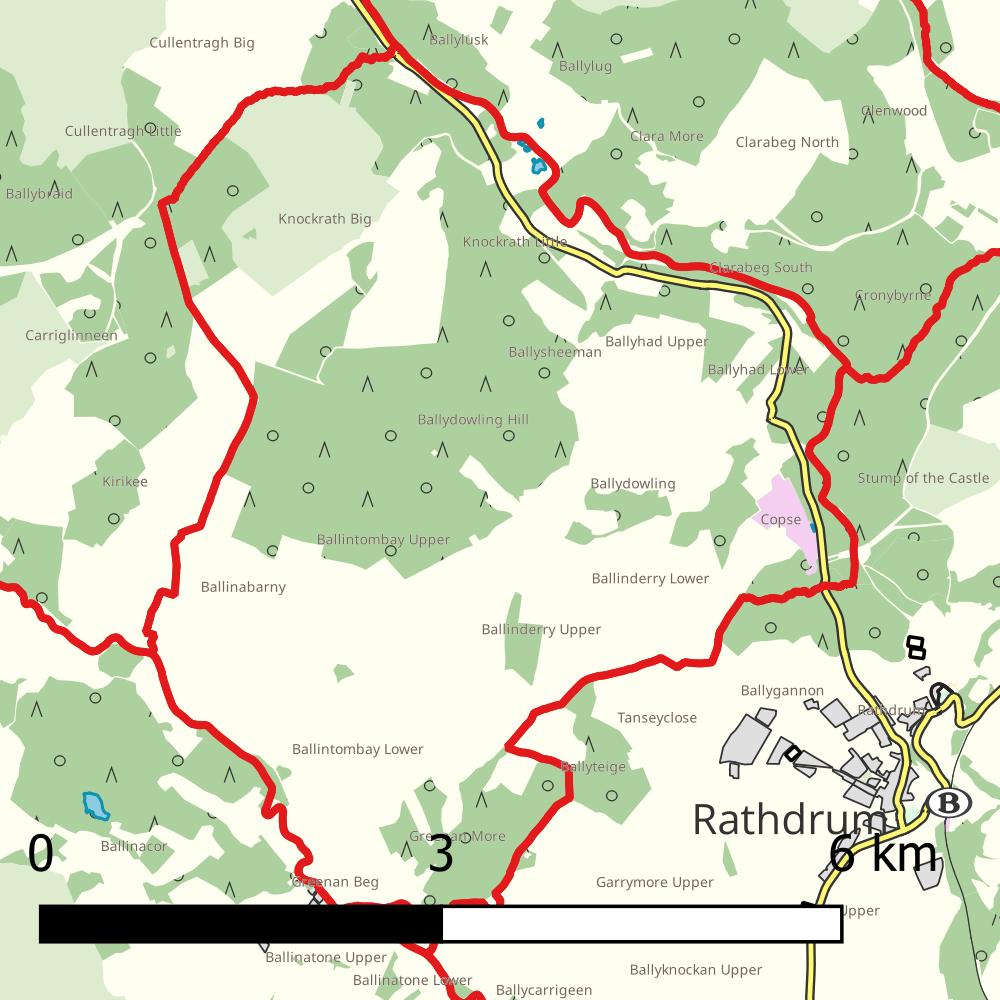 Ballylusk
Cullentragh Big
Ballylug
Glenwood
Cullentragh Little
Clara More
Clarabeg North
Ballybraid
Knockrath Big
Knockrath Little
Clarabeg South
Cronybyrne
Carriglinneen
Ballyhad Upper
Ballysheeman
Ballyhad Lower
Ballydowling Hill
Stump of the Castle
Kirikee
Ballydowling
Copse
Ballintombay Upper
Ballinderry Lower
Ballinabarny
Ballinderry Upper
Ballygannon
Rathdrum
Tanseyclose
Ballintombay Lower
Ballyteige
B
Rathdrum
Greenan More
Ballinacor
0 3 6 km
Greenan Beg
Garrymore Upper
Upper
Ballinatone Upper
Ballyknockan Upper
Ballinatone Lower
Ballycarrigeen